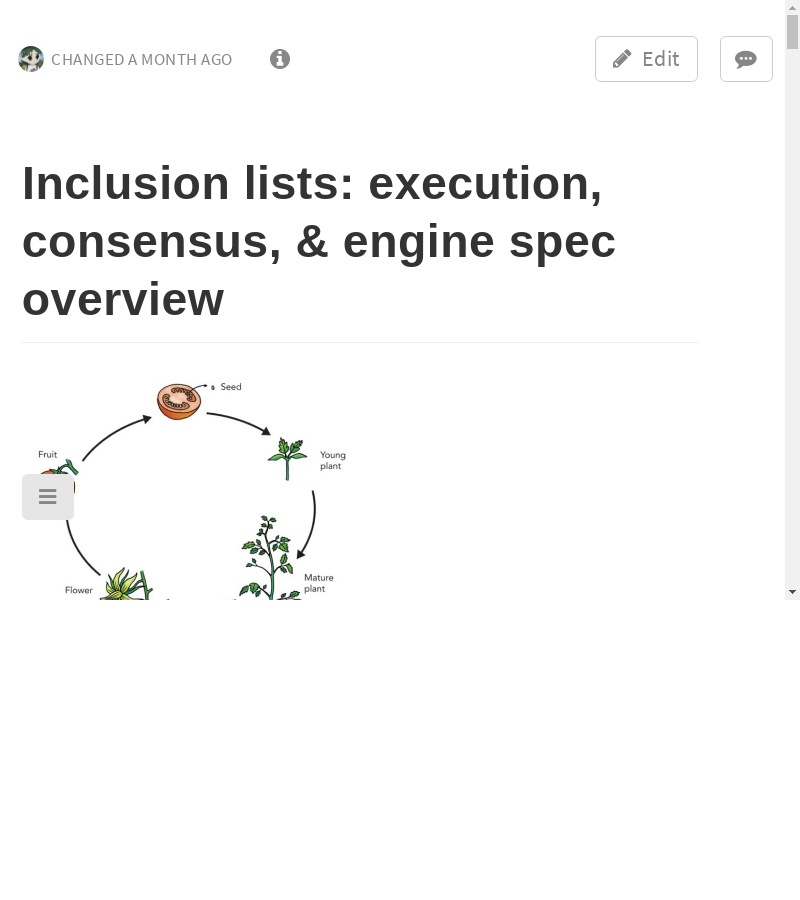 CHANGED A MONTH AGO
Edit
Inclusion lists: execution,
consensus, & engine spec
overview
Seed
Fruit
Young
plant
Mature
plant
Flower